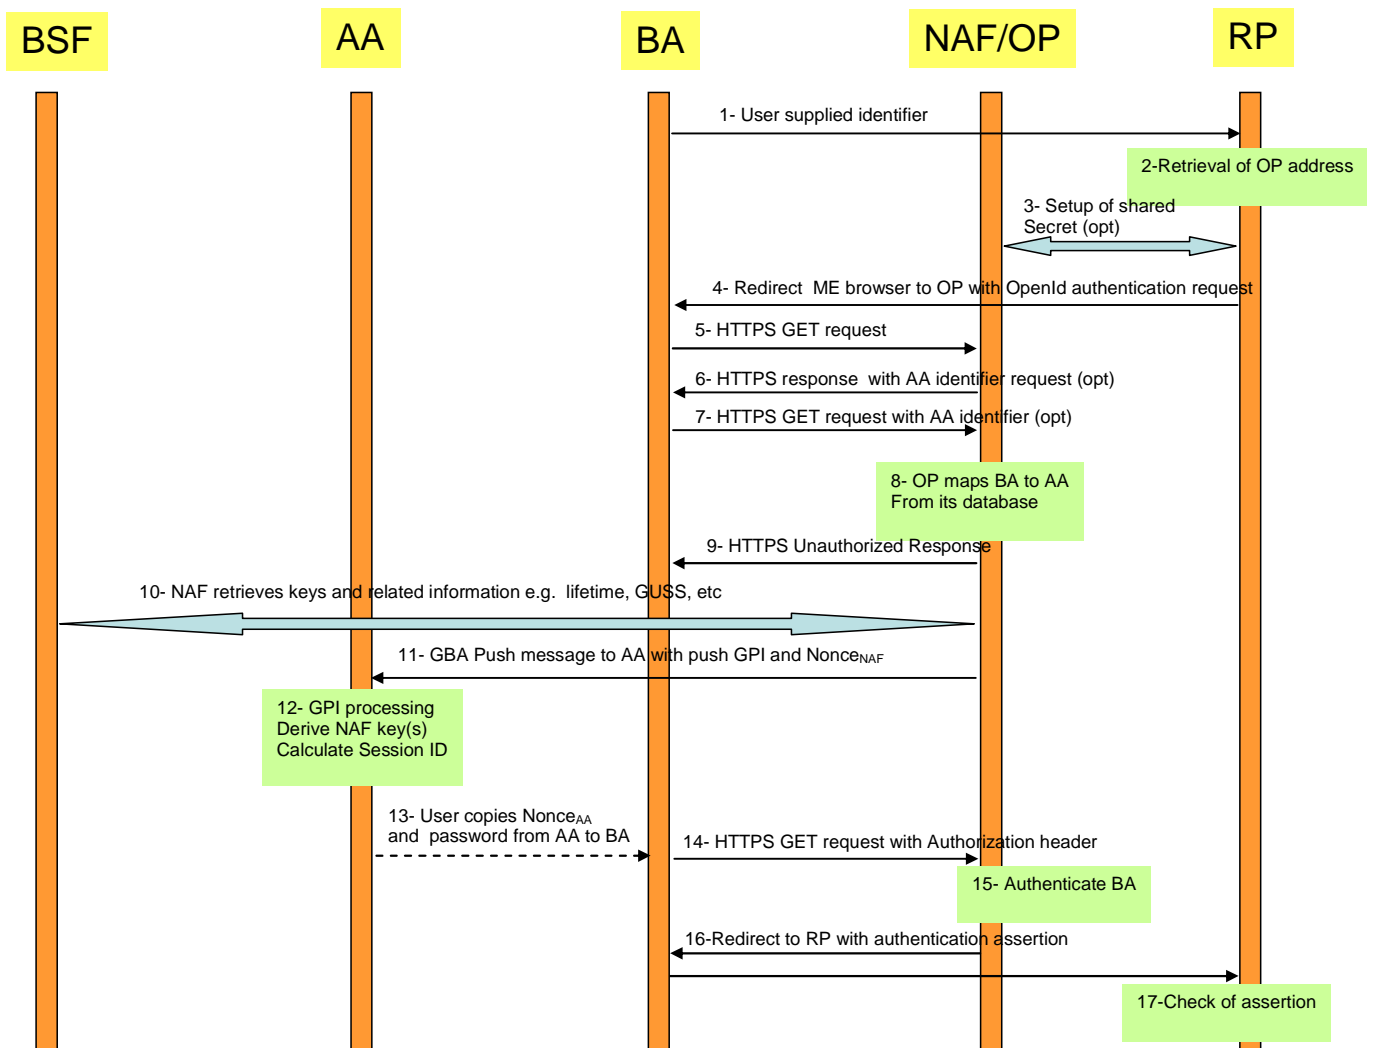 BSF
AA
BA
NAF/OP
RP
1- User supplied identifier
2-Retrieval of OP address
3- Setup of shared
Secret (opt)
4- Redirect  ME browser to OP with OpenId authentication request
5- HTTPS GET request
6- HTTPS response  with AA identifier request (opt)
7- HTTPS GET request with AA identifier (opt)
8- OP maps BA to AA
From its database
9- HTTPS Unauthorized Response
10- NAF retrieves keys and related information e.g.  lifetime, GUSS, etc
11- GBA Push message to AA with push GPI and NonceNAF
12- GPI processing
Derive NAF key(s)
Calculate Session ID
13- User copies NonceAA
and  password from AA to BA
14- HTTPS GET request with Authorization header
15- Authenticate BA
16-Redirect to RP with authentication assertion
17-Check of assertion